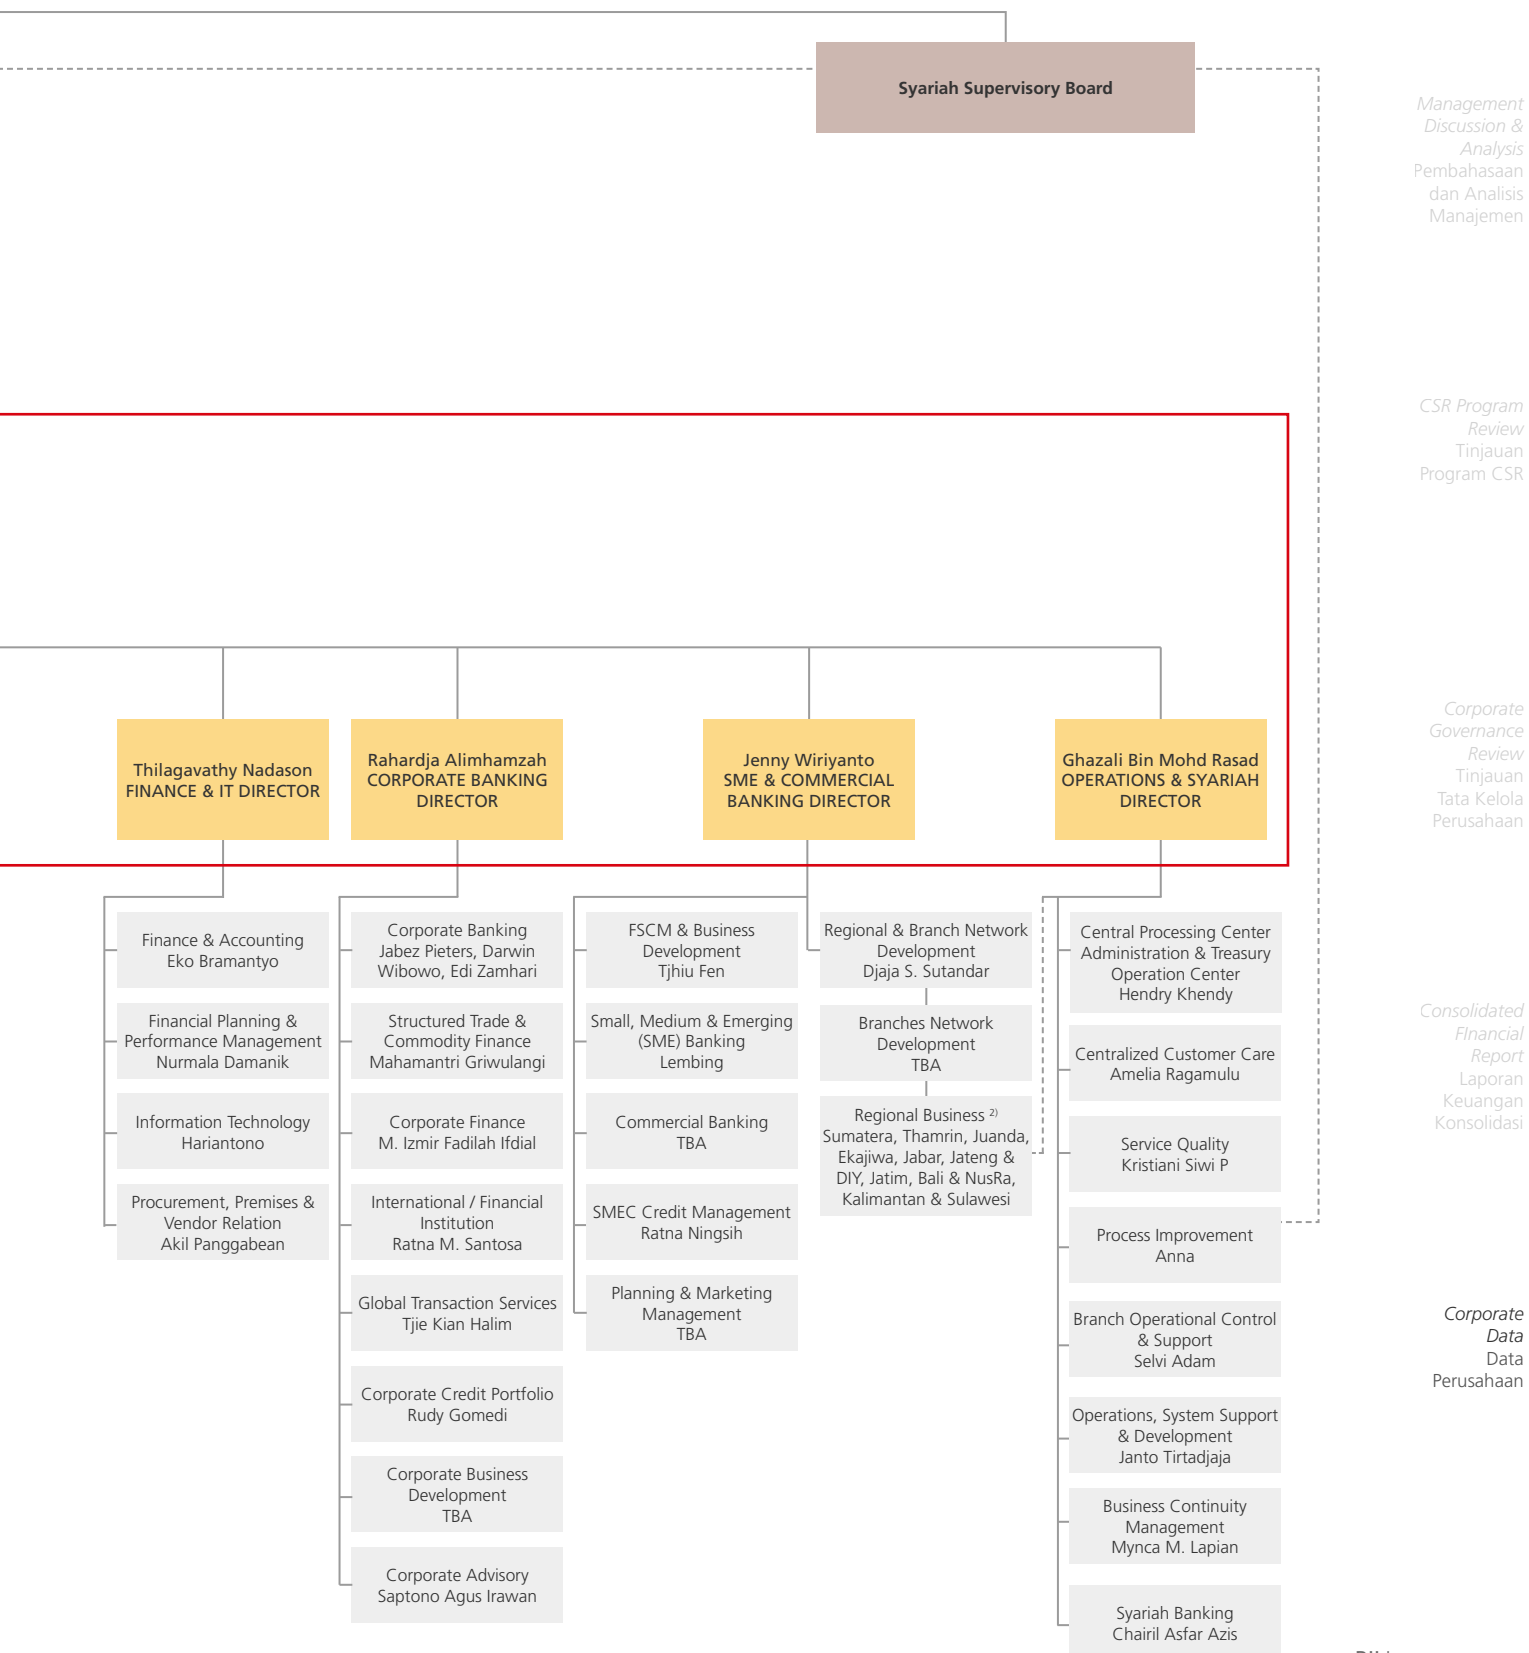 Syariah Supervisory Board
Management
Discussion &
Analysis
Pembahasaan
dan Analisis
Manajemen
CSR Program
Review
Tinjauan
Program CSR
Corporate
Governance
Review
Tinjauan
Tata Kelola
Perusahaan
Consolidated
FInancial
Report
Laporan
Keuangan
Konsolidasi
Corporate
Data
Data
Perusahaan
Thilagavathy Nadason
FINANCE & IT DIRECTOR
Finance & Accounting
Eko Bramantyo
Financial Planning &
Performance Management
Nurmala Damanik
Information Technology
Hariantono
Procurement, Premises &
Vendor Relation
Akil Panggabean
Rahardja Alimhamzah
CORPORATE BANKING
DIRECTOR
Corporate Banking
Jabez Pieters, Darwin
Wibowo, Edi Zamhari
Structured Trade &
Commodity Finance
Mahamantri Griwulangi
Corporate Finance
M. Izmir Fadilah Ifdial
International / Financial
Institution
Ratna M. Santosa
Global Transaction Services
Tjie Kian Halim
Corporate Credit Portfolio
Rudy Gomedi
Corporate Business
Development
TBA
Corporate Advisory
Saptono Agus Irawan
Jenny Wiriyanto
SME & COMMERCIAL
BANKING DIRECTOR
FSCM & Business
Development
Tjhiu Fen
Small, Medium & Emerging
(SME) Banking
Lembing
Commercial Banking
TBA
SMEC Credit Management
Ratna Ningsih
Planning & Marketing
Management
TBA
Regional & Branch Network
Development
Djaja S. Sutandar
Branches Network
Development
TBA
Regional Business 2)
Sumatera, Thamrin, Juanda,
Ekajiwa, Jabar, Jateng &
DIY, Jatim, Bali & NusRa,
Kalimantan & Sulawesi
Ghazali Bin Mohd Rasad
OPERATIONS & SYARIAH
DIRECTOR
Central Processing Center
Administration & Treasury
Operation Center
Hendry Khendy
Centralized Customer Care
Amelia Ragamulu
Service Quality
Kristiani Siwi P
Process Improvement
Anna
Branch Operational Control
& Support
Selvi Adam
Operations, System Support
& Development
Janto Tirtadjaja
Business Continuity
Management
Mynca M. Lapian
Syariah Banking
Chairil Asfar Azis